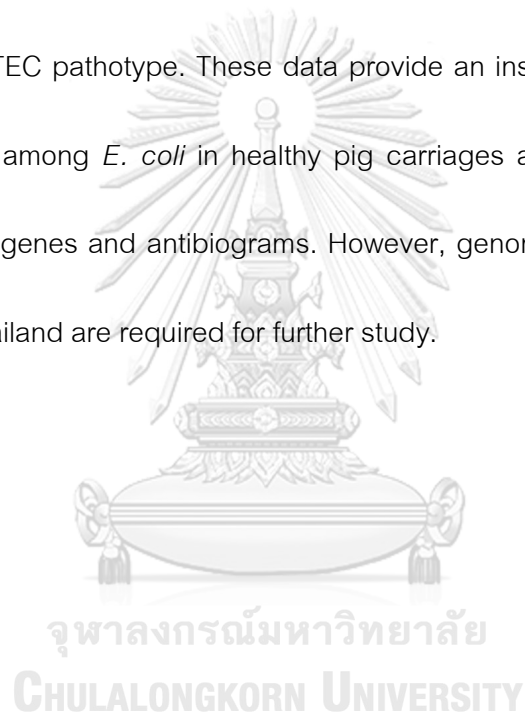 TEC pathotype. These data provide an ins
among E. coli in healthy pig carriages a
genes and antibiograms. However, genor
ailand are required for further study.
จุฬาลงกรณ์มหาวิทยาลัย
CHULALONGKORN UNIVERSITY